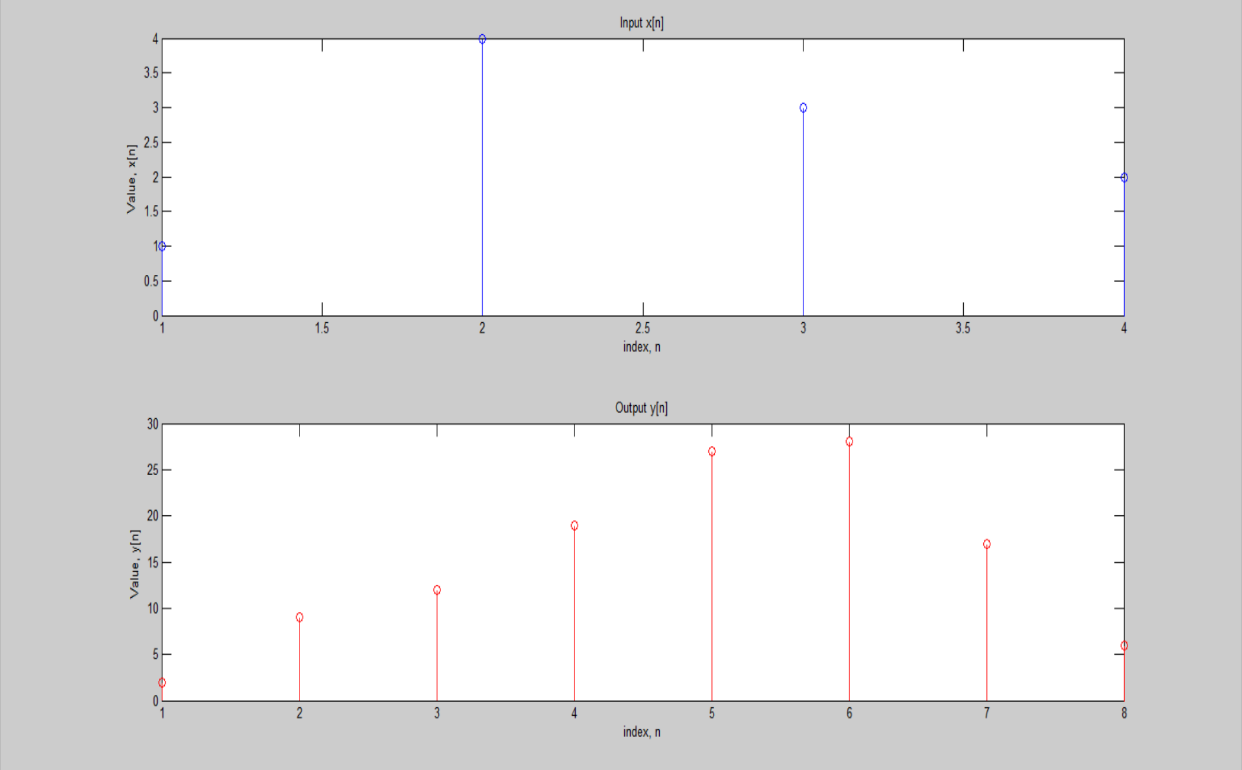 Input x[n]
4
3.5
3
2.5
2
1.5
1
0.5
0
Value, x[n]
1 1.5 2 2.5 3 3.5 4
index, n
Output y[n]
30
25
20
15
10
5
0
Value, y[n]
1 2 3 4 5 6 7 8
index, n